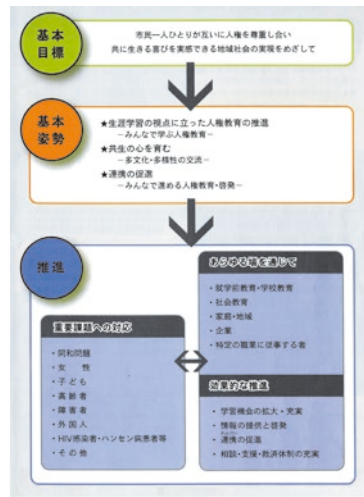 基本
目標
市民一人ひとりが互いに人権を尊重し合い
共に生きる喜びを実感できる地域社会の実現をめざして
基本
姿勢
★生涯学習の視点に立った人権教育の推進
－みんなで学ぶ人権教育－
★共生の心を育む
－多文化・多様性の交流－
★連携の促進
－みんなで進める人権教育・啓発－
推進
あらゆる場を通じて
・就学前教育・学校教育
・社会教育
・家庭・地域
・企業
・特定の職業に従事する者
重要課題への対応
・同和問題
・女 性
・子ども
・高齢者
・障害者
・外国人
・HIV感染者・ハンセン病患者等
・その他
効果的な推進
・学習機会の拡大・充実
・情報の提供と啓発
・連携の促進
・相談・支援・救済体制の充実